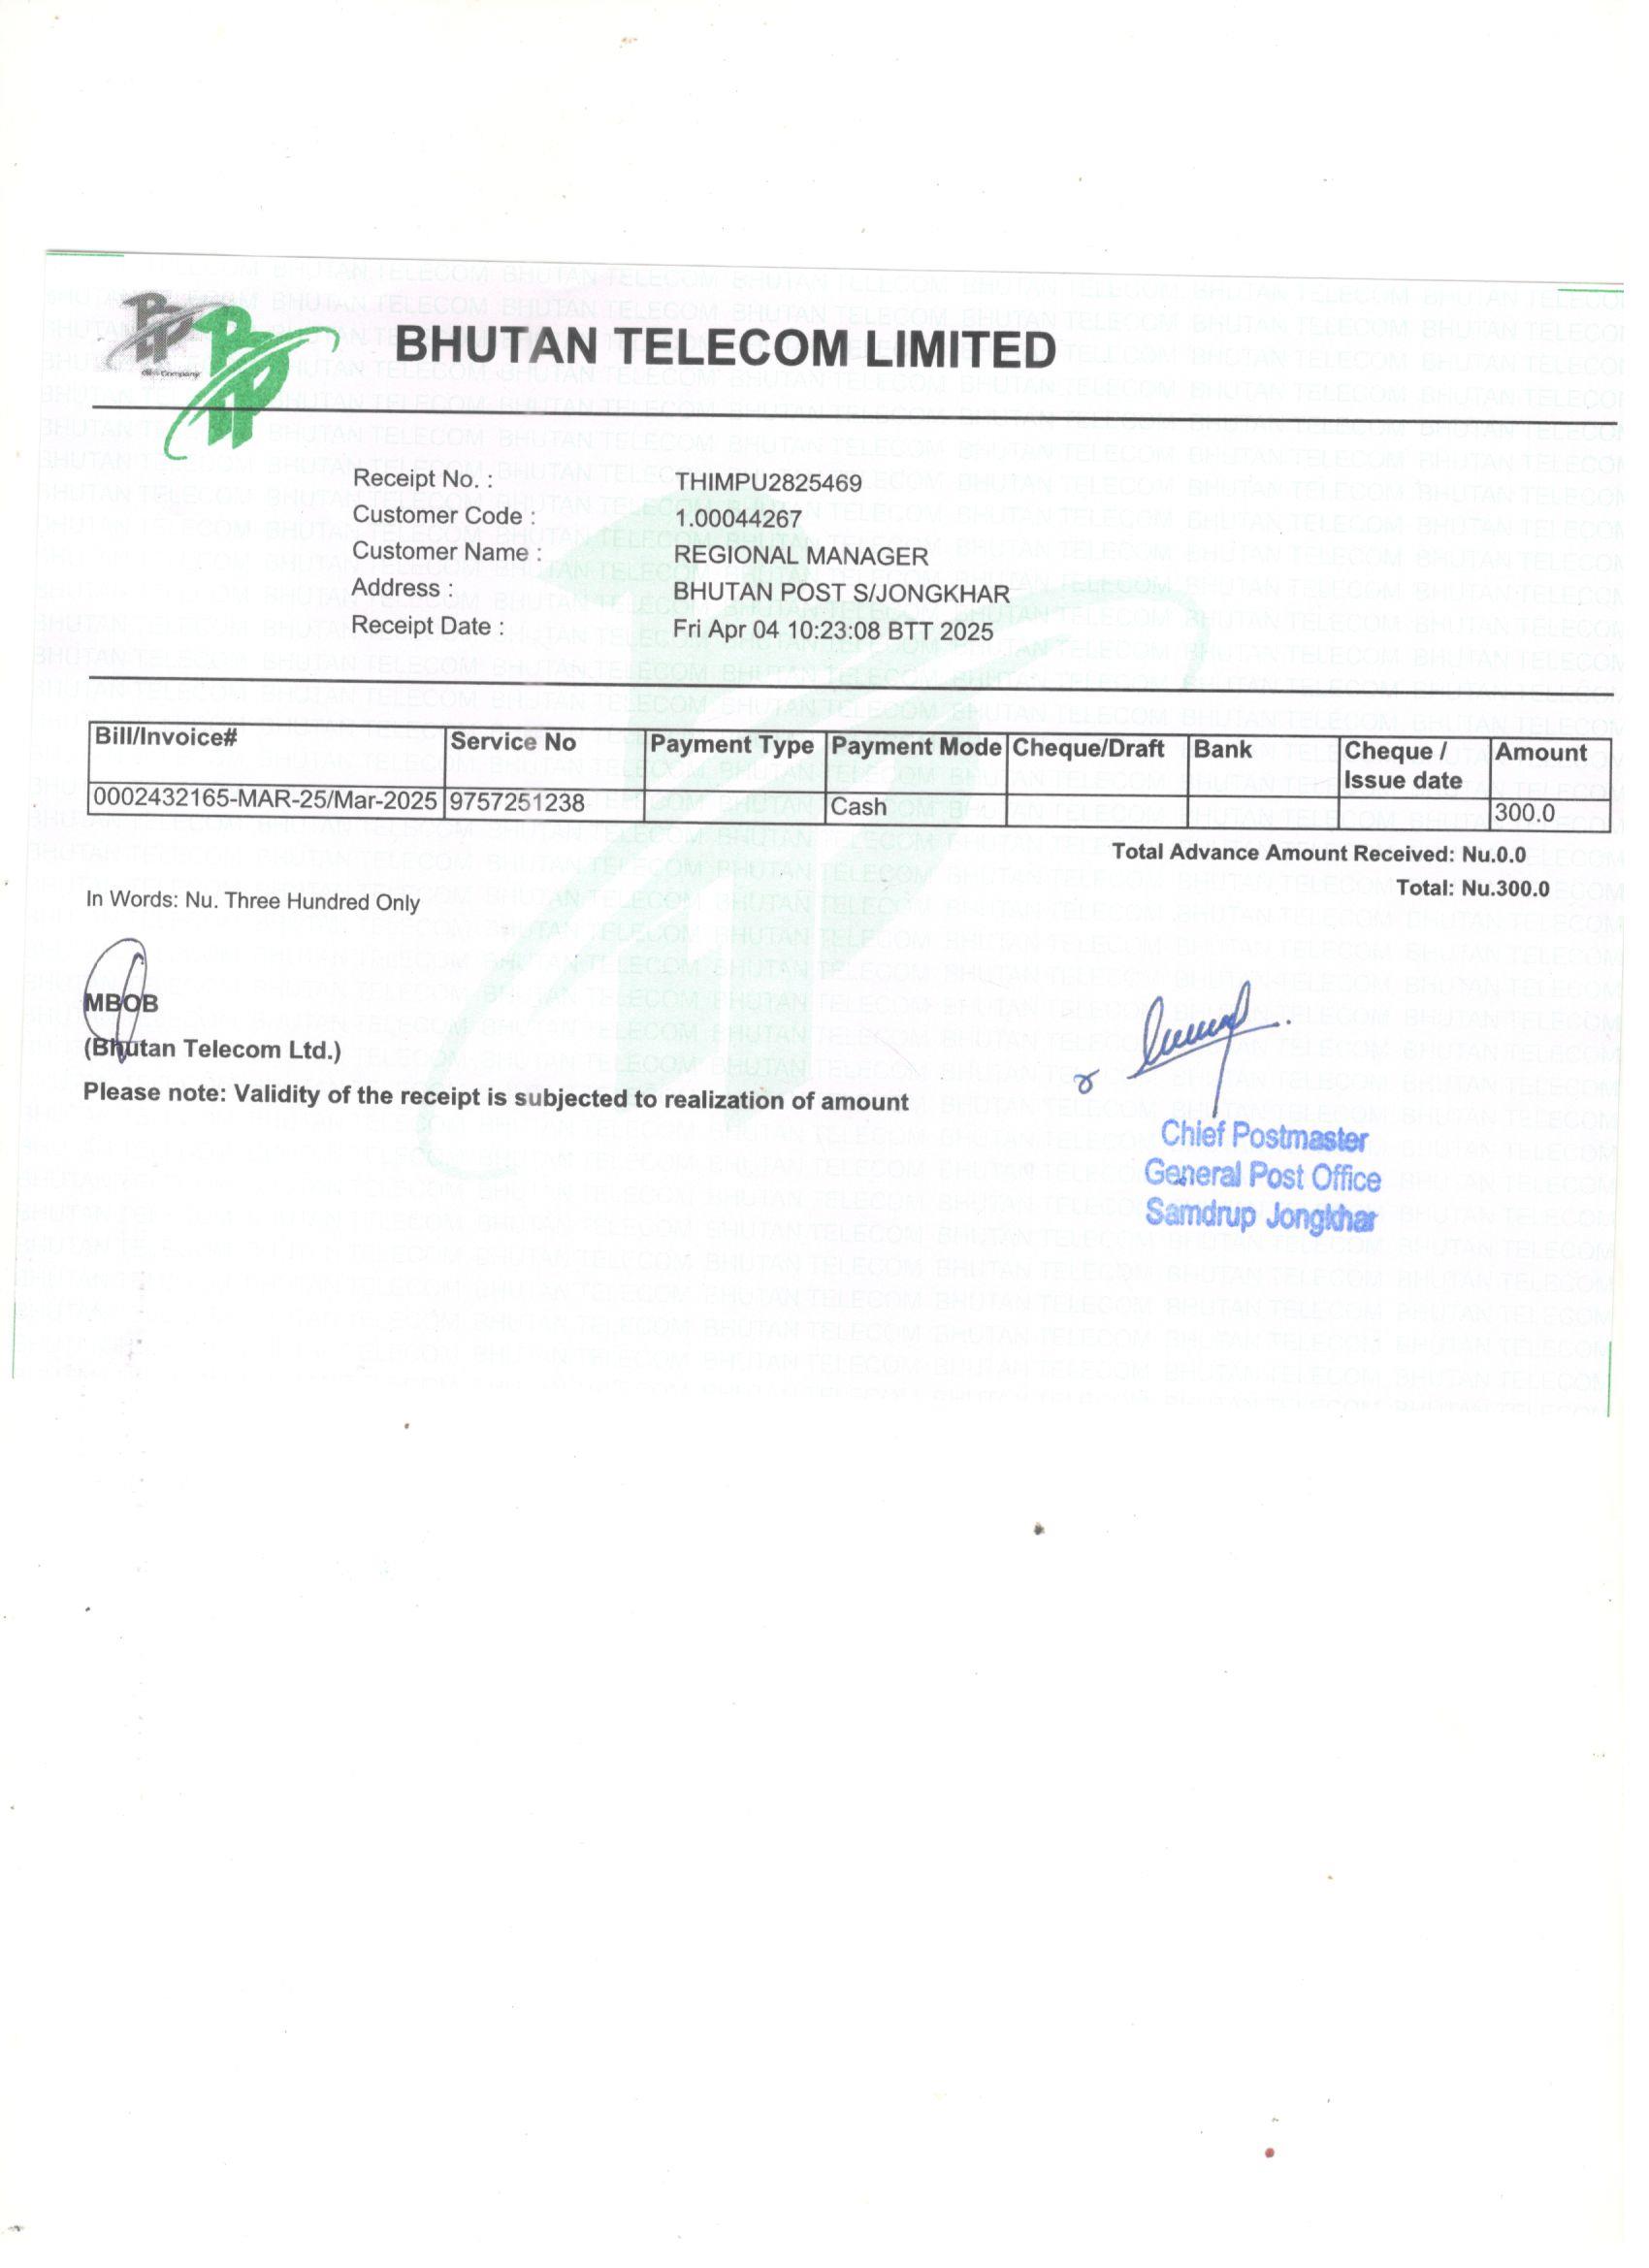 BHUTAN TELECOM LIMITED
Receipt No. : THIMPU2825469
Customer Code : 1.00044267
Customer Name : REGIONAL MANAGER
Address : BHUTAN POST S/JONGKHAR
Receipt Date : Fri Apr 04 10:23:08 BTT 2025
Bill/Invoice# Service No Payment Type Payment Mode Cheque/Draft Bank Cheque / Issue date Amount
0002432165-MAR-25/Mar-2025 9757251238 Cash 300.0
Total Advance Amount Received: Nu.0.0
Total: Nu.300.0
In Words: Nu. Three Hundred Only
MBOB
(Bhutan Telecom Ltd.)
Please note: Validity of the receipt is subjected to realization of amount
Chief Postmaster
General Post Office
Samdrup Jongkhar